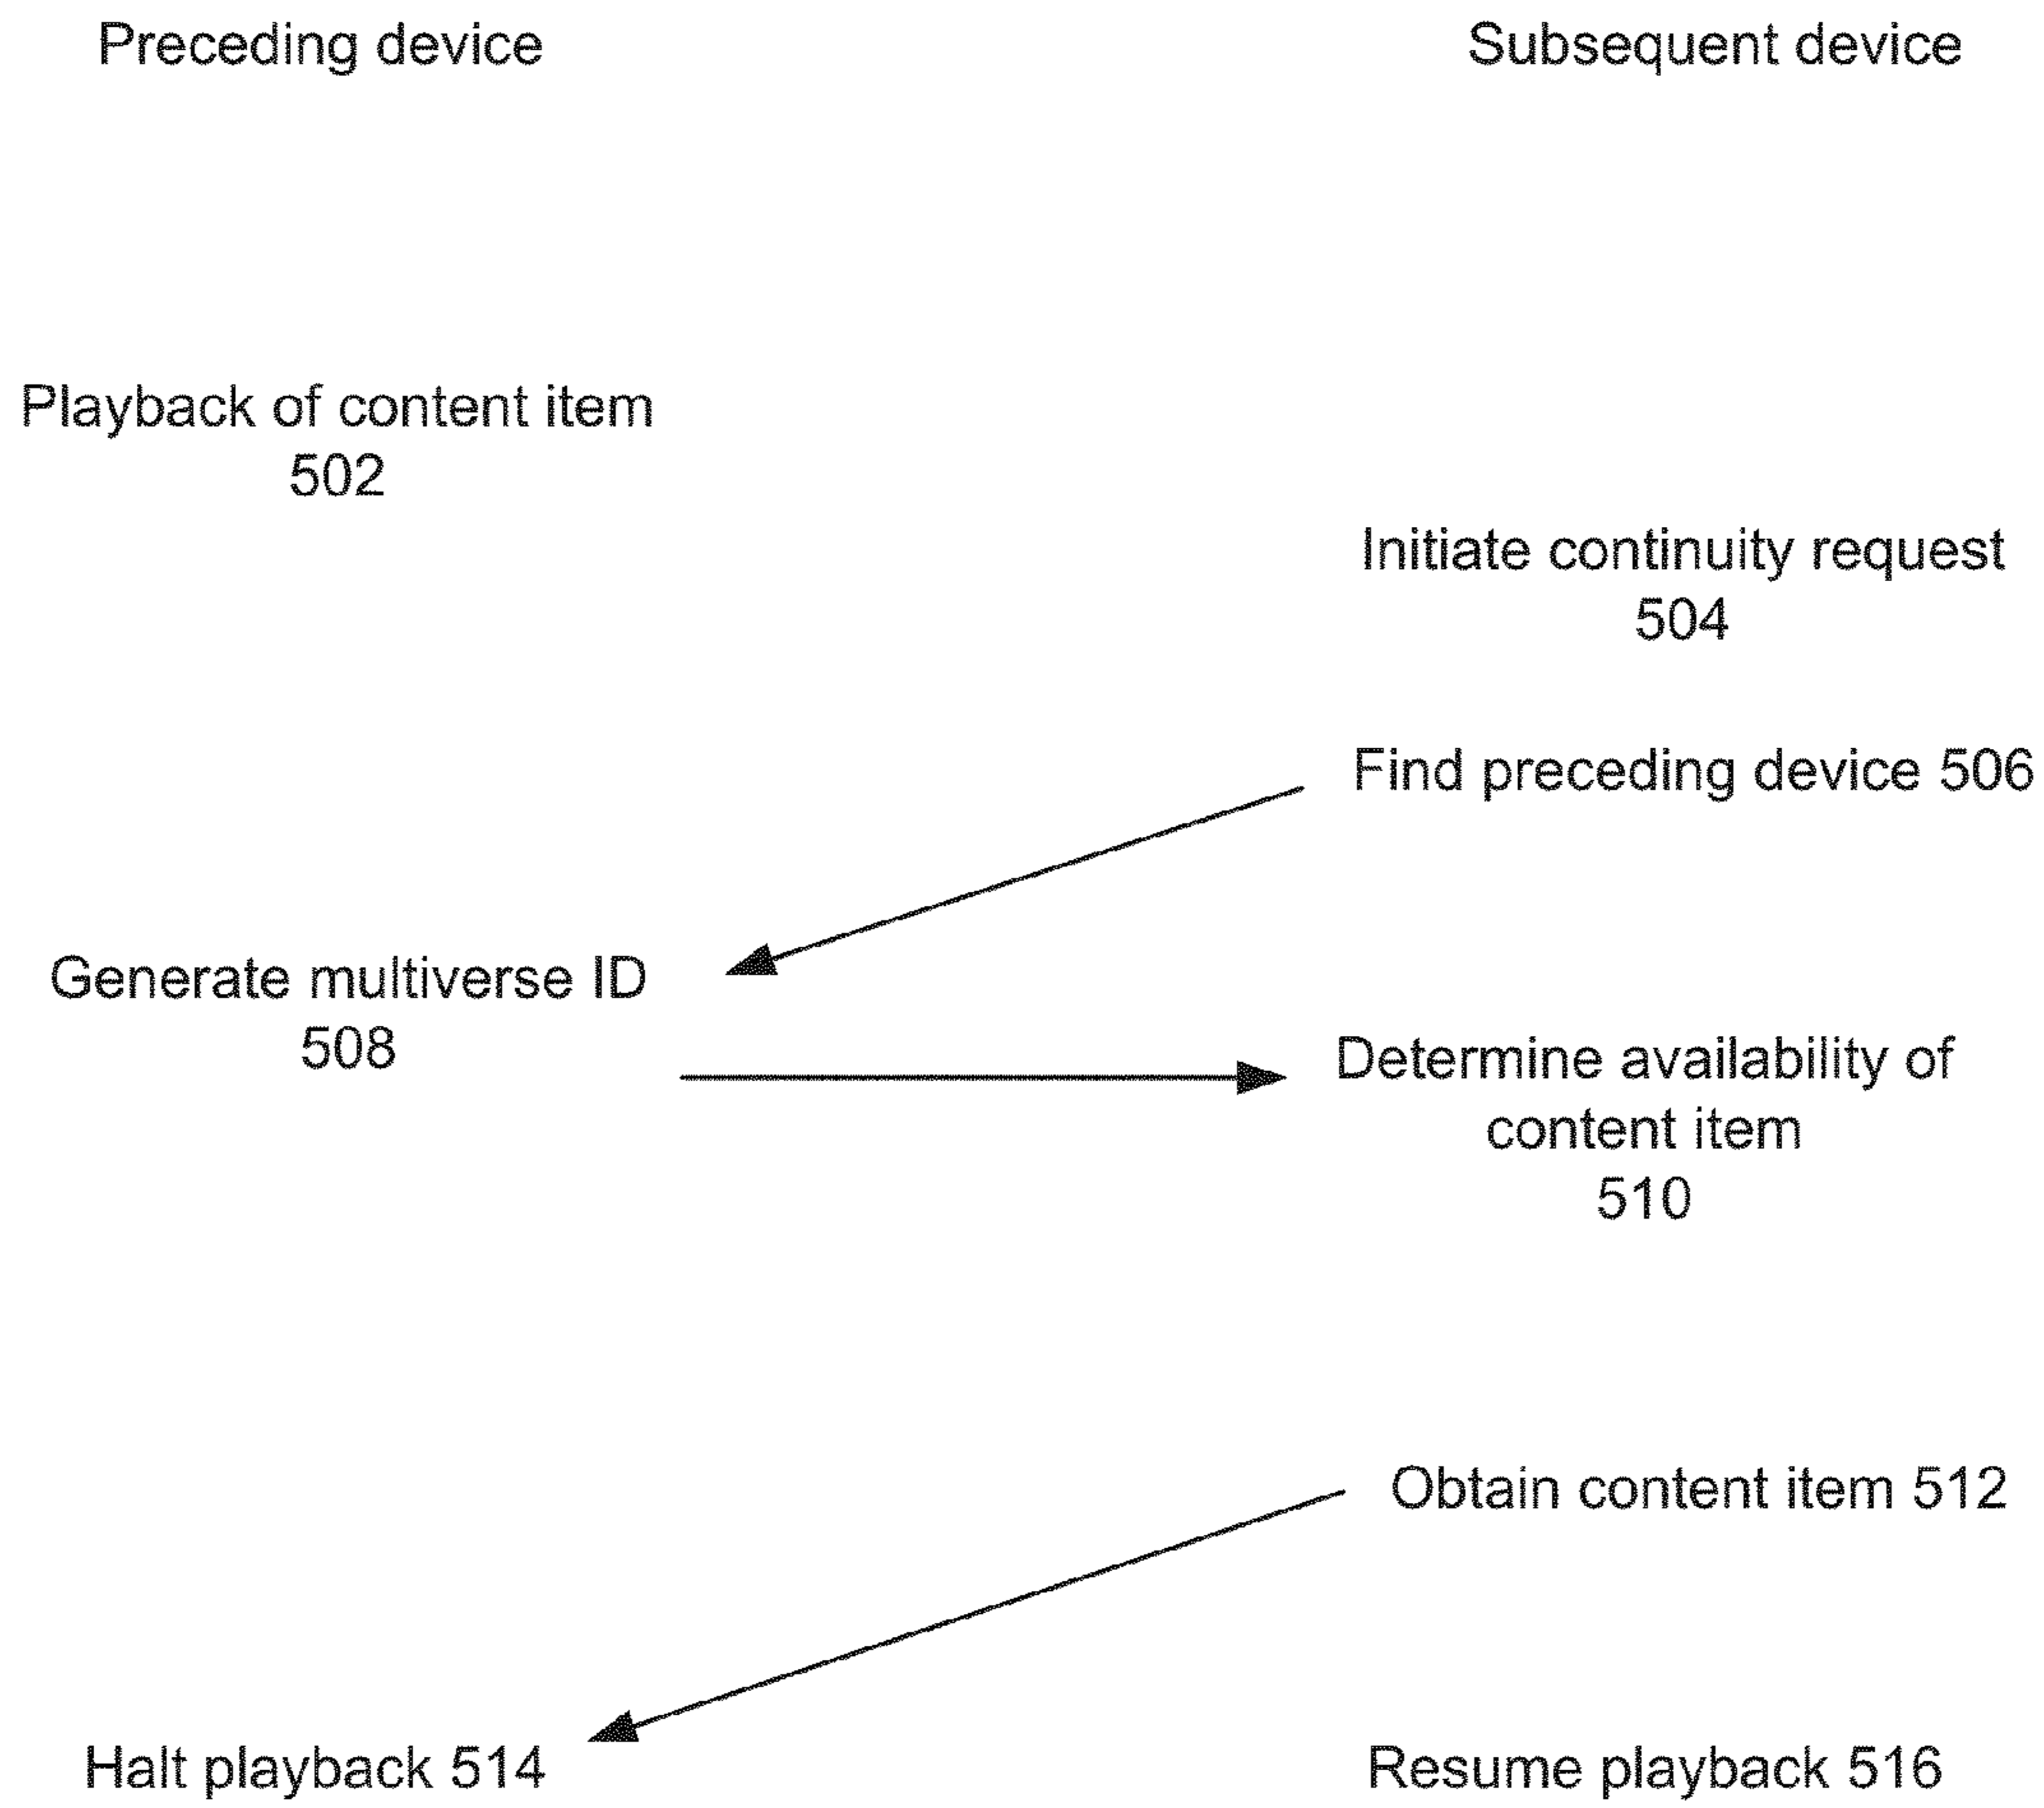 Preceding device
Subsequent device
Playback of content item
502
Initiate continuity request
504
Find preceding device 506
Generate multiverse ID
508
Determine availability of
content item
510
Obtain content item 512
Halt playback 514
Resume playback 516